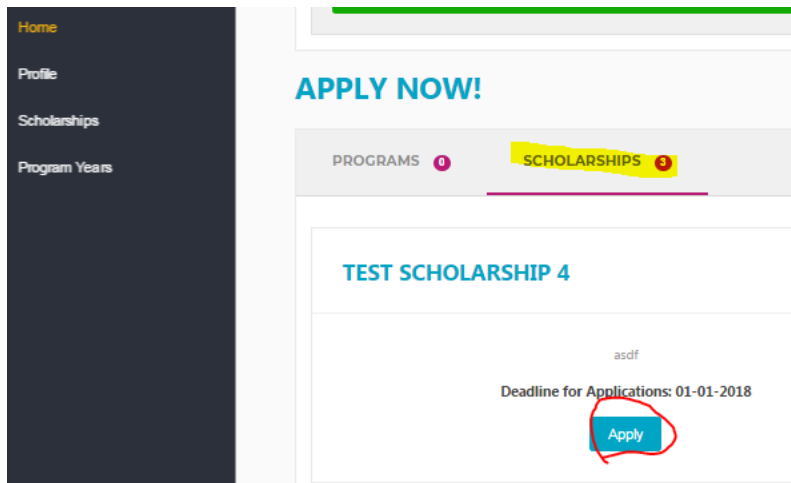 Home
Profile
Scholarships
Program Years
APPLY NOW!
PROGRAMS 0 SCHOLARSHIPS 3
TEST SCHOLARSHIP 4
asdf
Deadline for Applications: 01-01-2018
Apply